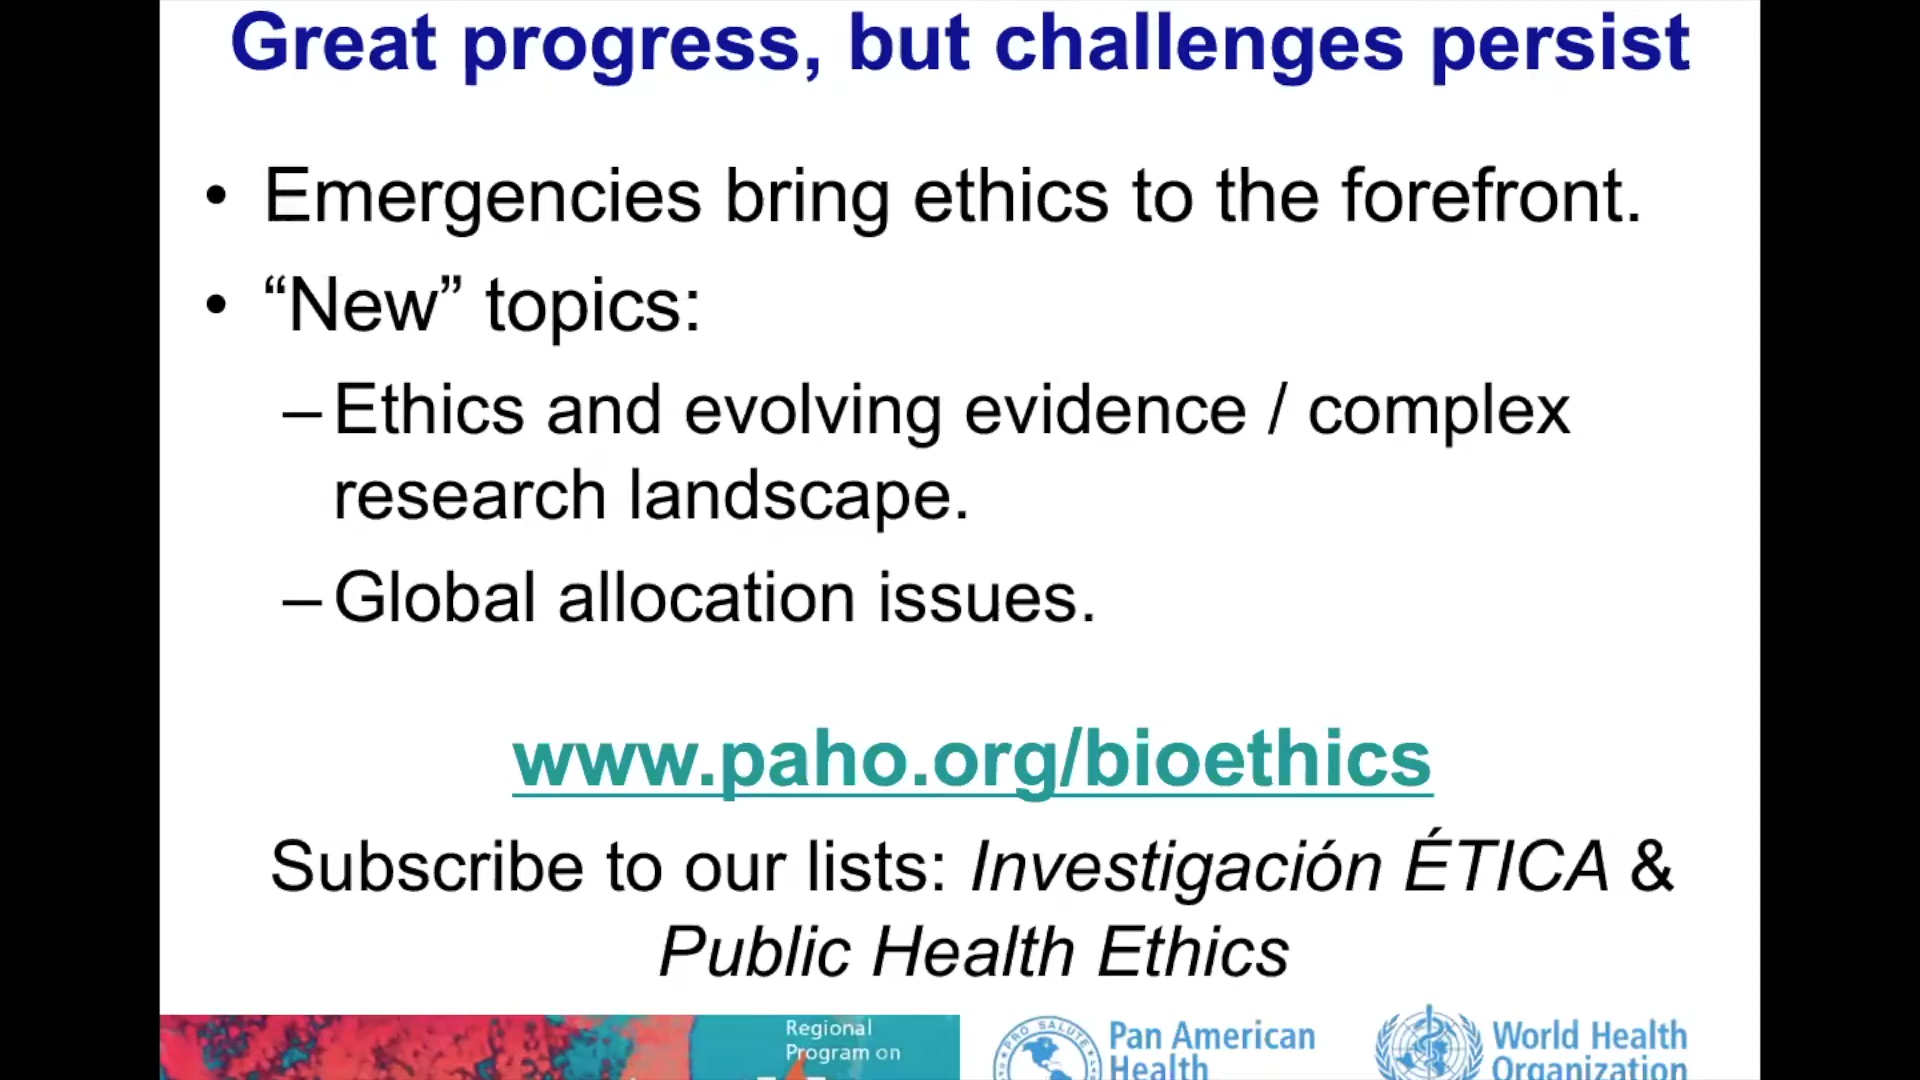 Great progress, but challenges persist
• Emergencies bring ethics to the forefront.
• “New” topics:
– Ethics and evolving evidence / complex
research landscape.
– Global allocation issues.
www.paho.org/bioethics
Subscribe to our lists: Investigación ÉTICA &
Public Health Ethics
Regional
Program on
PRO SALUTE
Pan American
Health
World Health
Organization